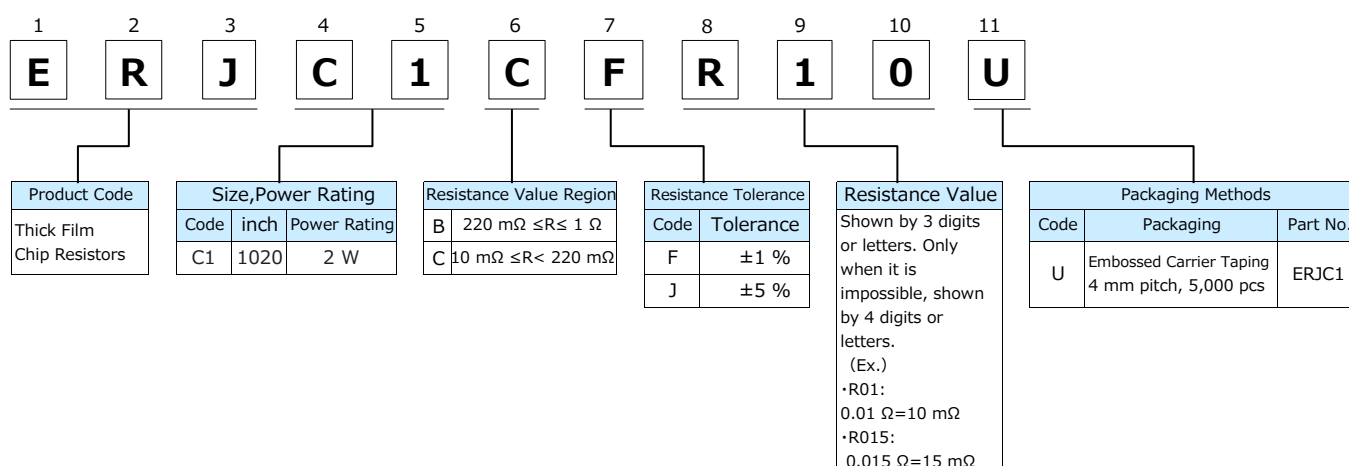 1 2 3 4 5 6 7 8 9 10 11
E R J C 1 C F R 1 0 U
Product Code
Thick Film
Chip Resistors
Size,Power Rating
Code inch Power Rating
C1 1020 2 W
Resistance Value Region
B 220 mΩ ≤R≤ 1 Ω
C 10 mΩ ≤R< 220 mΩ
Resistance Tolerance
Code Tolerance
F ±1 %
J ±5 %
Resistance Value
Shown by 3 digits
or letters. Only
when it is
impossible, shown
by 4 digits or
letters.
（Ex.）
・R01:
0.01 Ω=10 mΩ
・R015:
0.015 Ω=15 mΩ
Packaging Methods
Code Packaging Part No.
U Embossed Carrier Taping
4 mm pitch, 5,000 pcs
ERJC1